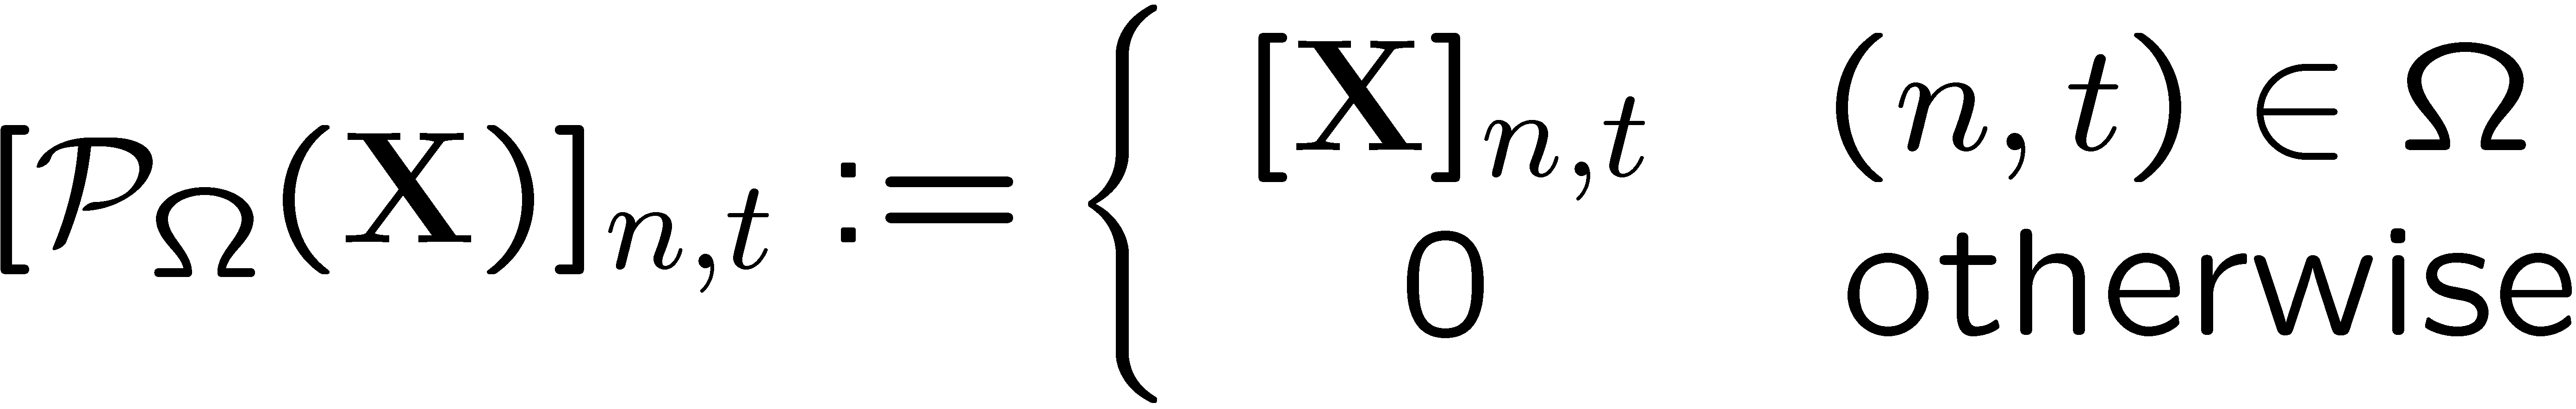 [𝒫_Ω(𝐗)]_{n,t} := { [𝐗]_{n,t} (n, t) ∈ Ω
0 otherwise